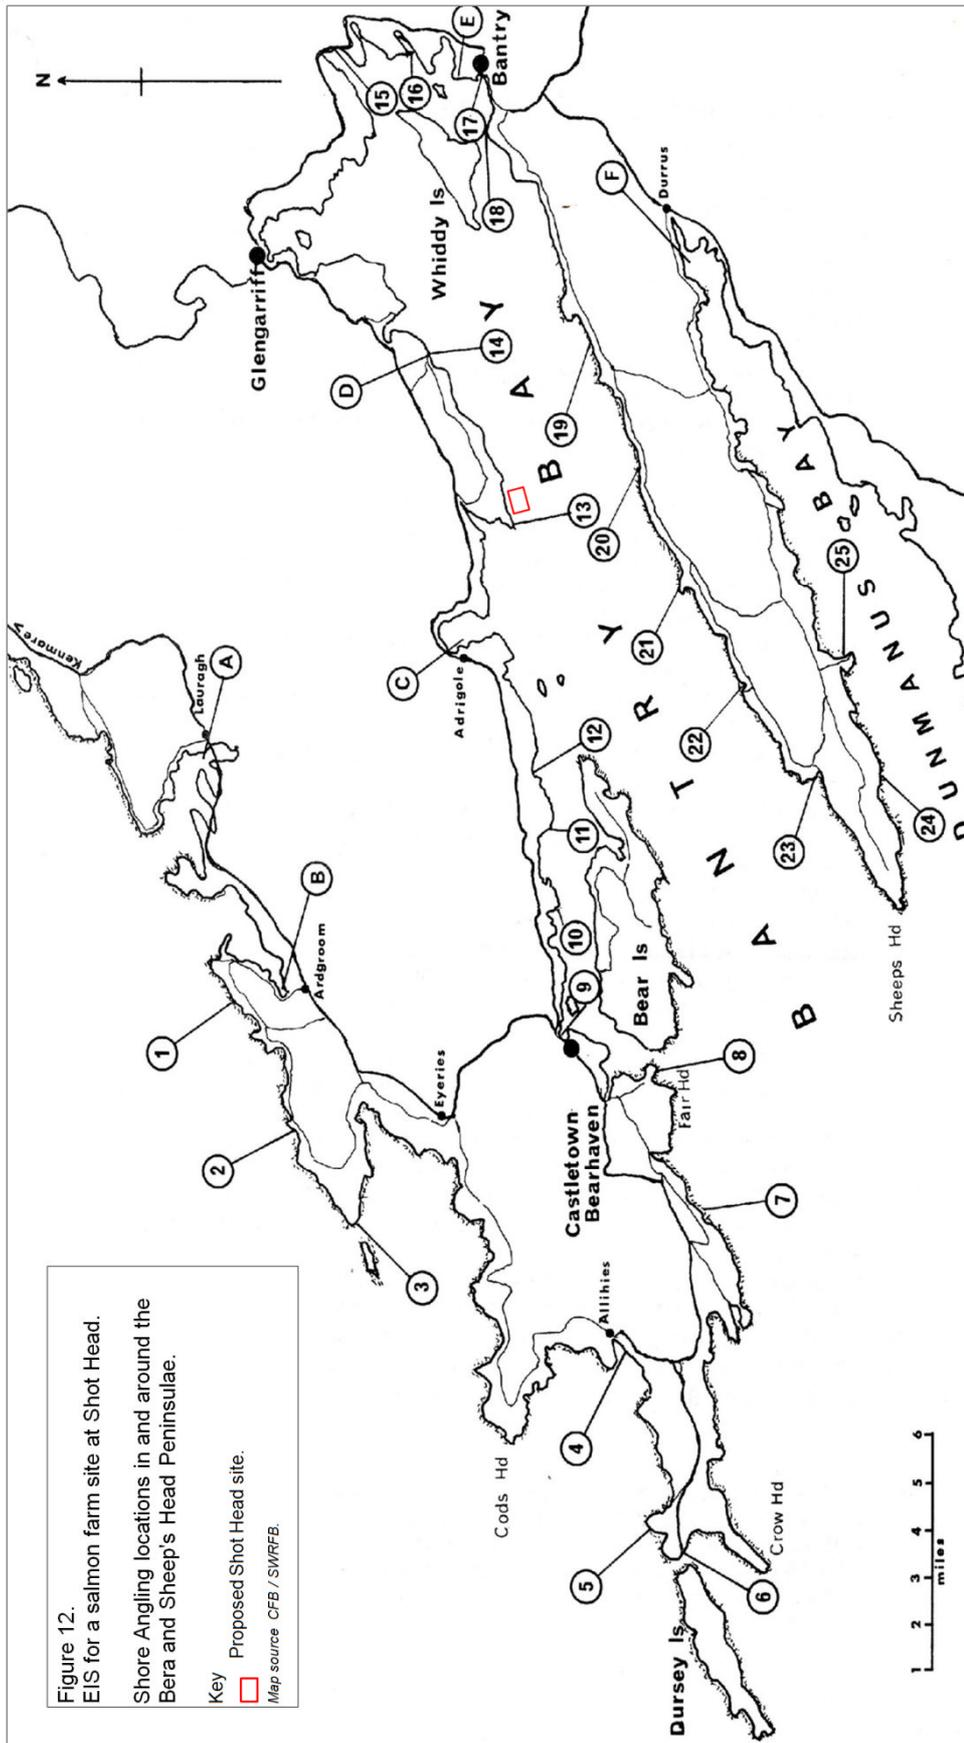 Figure 12.
EIS for a salmon farm site at Shot Head.
Shore Angling locations in and around the
Bera and Sheep's Head Peninsulae.
Key
Proposed Shot Head site.
Map source CFB / SWRFB.
N
Kenmare
Lauragh
A
B
Ardgroom
1
2
3
Eyeries
Glengarriff
Whiddy Is
15
16
E
Bantry
17
18
D
14
13
C
Adrigole
12
11
10
9
Bear Is
Castletown
Bearhaven
8
Fair Hd
7
Allihies
4
Cods Hd
5
6
Crow Hd
Dursey Is
BANTRY BAY
19
20
21
22
23
24
25
Sheeps Hd
F
Durrus
DUNMANUS BAY
1 2 3 4 5 6
miles